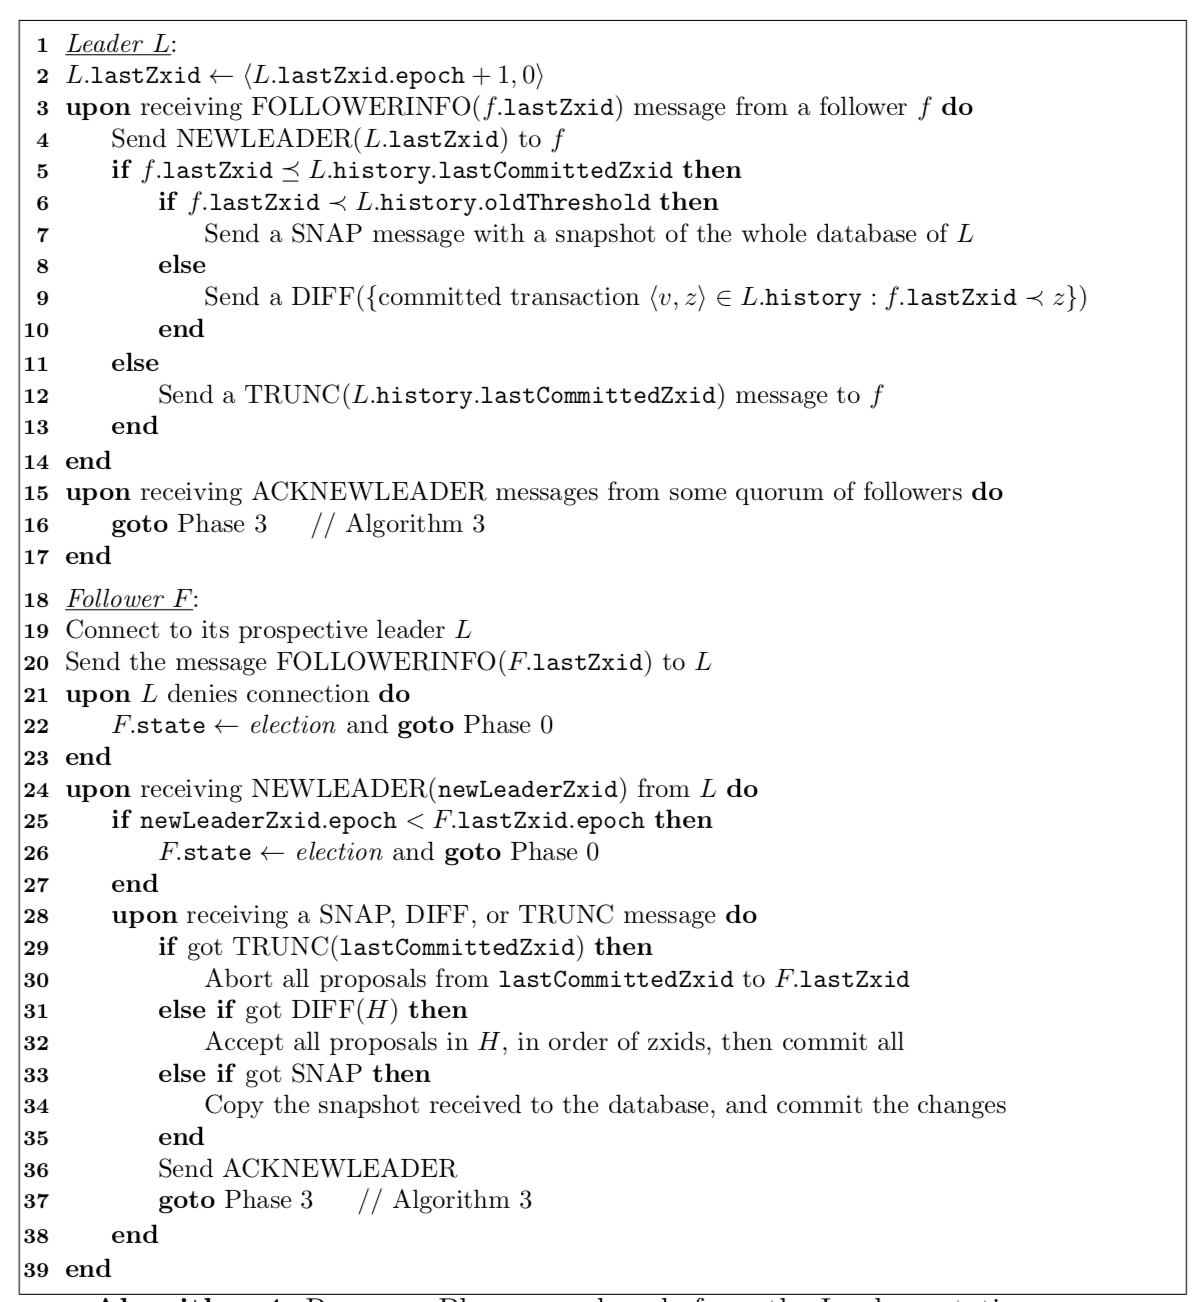 1 Leader L:
2 L.lastZxid ← ⟨L.lastZxid.epoch + 1, 0⟩
3 upon receiving FOLLOWERINFO(f.lastZxid) message from a follower f do
4 Send NEWLEADER(L.lastZxid) to f
5 if f.lastZxid ⪯ L.history.lastCommittedZxid then
6 if f.lastZxid ≺ L.history.oldThreshold then
7 Send a SNAP message with a snapshot of the whole database of L
8 else
9 Send a DIFF({committed transaction ⟨v, z⟩ ∈ L.history : f.lastZxid ≺ z})
10 end
11 else
12 Send a TRUNC(L.history.lastCommittedZxid) message to f
13 end
14 end
15 upon receiving ACKNEWLEADER messages from some quorum of followers do
16 goto Phase 3 // Algorithm 3
17 end
18 Follower F:
19 Connect to its prospective leader L
20 Send the message FOLLOWERINFO(F.lastZxid) to L
21 upon L denies connection do
22 F.state ← election and goto Phase 0
23 end
24 upon receiving NEWLEADER(newLeaderZxid) from L do
25 if newLeaderZxid.epoch < F.lastZxid.epoch then
26 F.state ← election and goto Phase 0
27 end
28 upon receiving a SNAP, DIFF, or TRUNC message do
29 if got TRUNC(lastCommittedZxid) then
30 Abort all proposals from lastCommittedZxid to F.lastZxid
31 else if got DIFF(H) then
32 Accept all proposals in H, in order of zxids, then commit all
33 else if got SNAP then
34 Copy the snapshot received to the database, and commit the changes
35 end
36 Send ACKNEWLEADER
37 goto Phase 3 // Algorithm 3
38 end
39 end